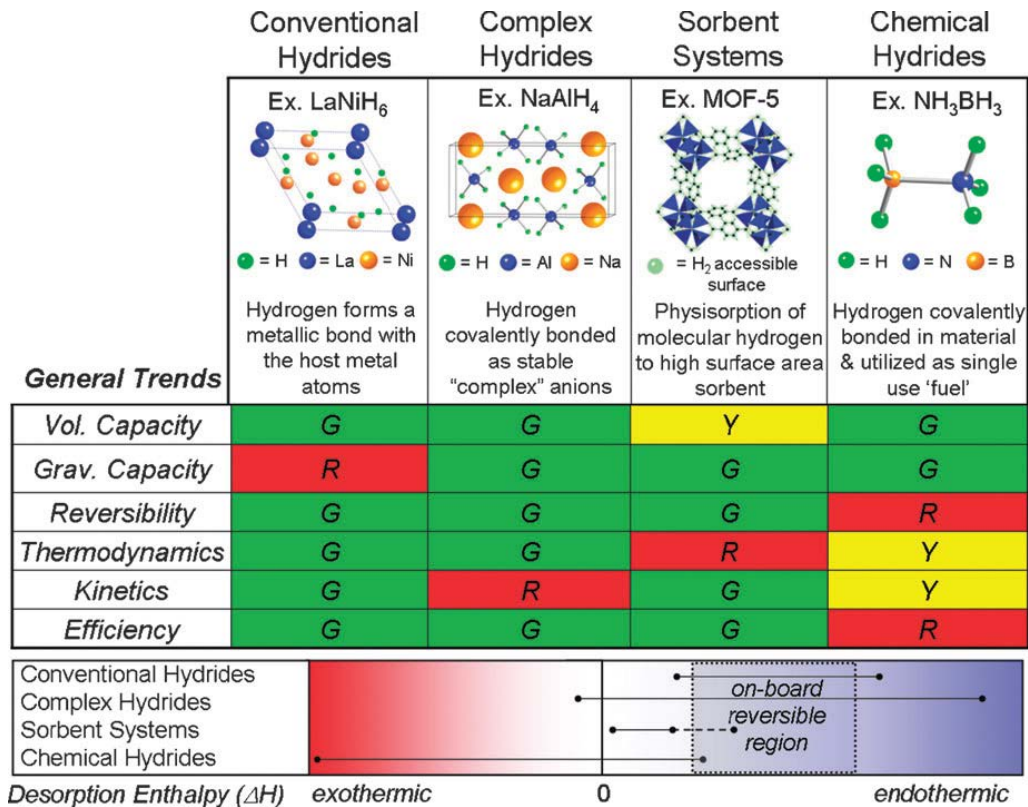 Conventional Hydrides
Complex Hydrides
Sorbent Systems
Chemical Hydrides
Ex. LaNiH6
Ex. NaAlH4
Ex. MOF-5
Ex. NH3BH3
= H = La = Ni
= H = Al = Na
= H2 accessible surface
= H = N = B
Hydrogen forms a metallic bond with the host metal atoms
Hydrogen covalently bonded as stable "complex" anions
Physisorption of molecular hydrogen to high surface area sorbent
Hydrogen covalently bonded in material & utilized as single use 'fuel'
General Trends
Vol. Capacity G G Y G
Grav. Capacity R G G G
Reversibility G G G R
Thermodynamics G G R Y
Kinetics G R G Y
Efficiency G G G R
Conventional Hydrides
Complex Hydrides
Sorbent Systems
Chemical Hydrides
on-board
reversible
region
Desorption Enthalpy (ΔH) exothermic 0 endothermic